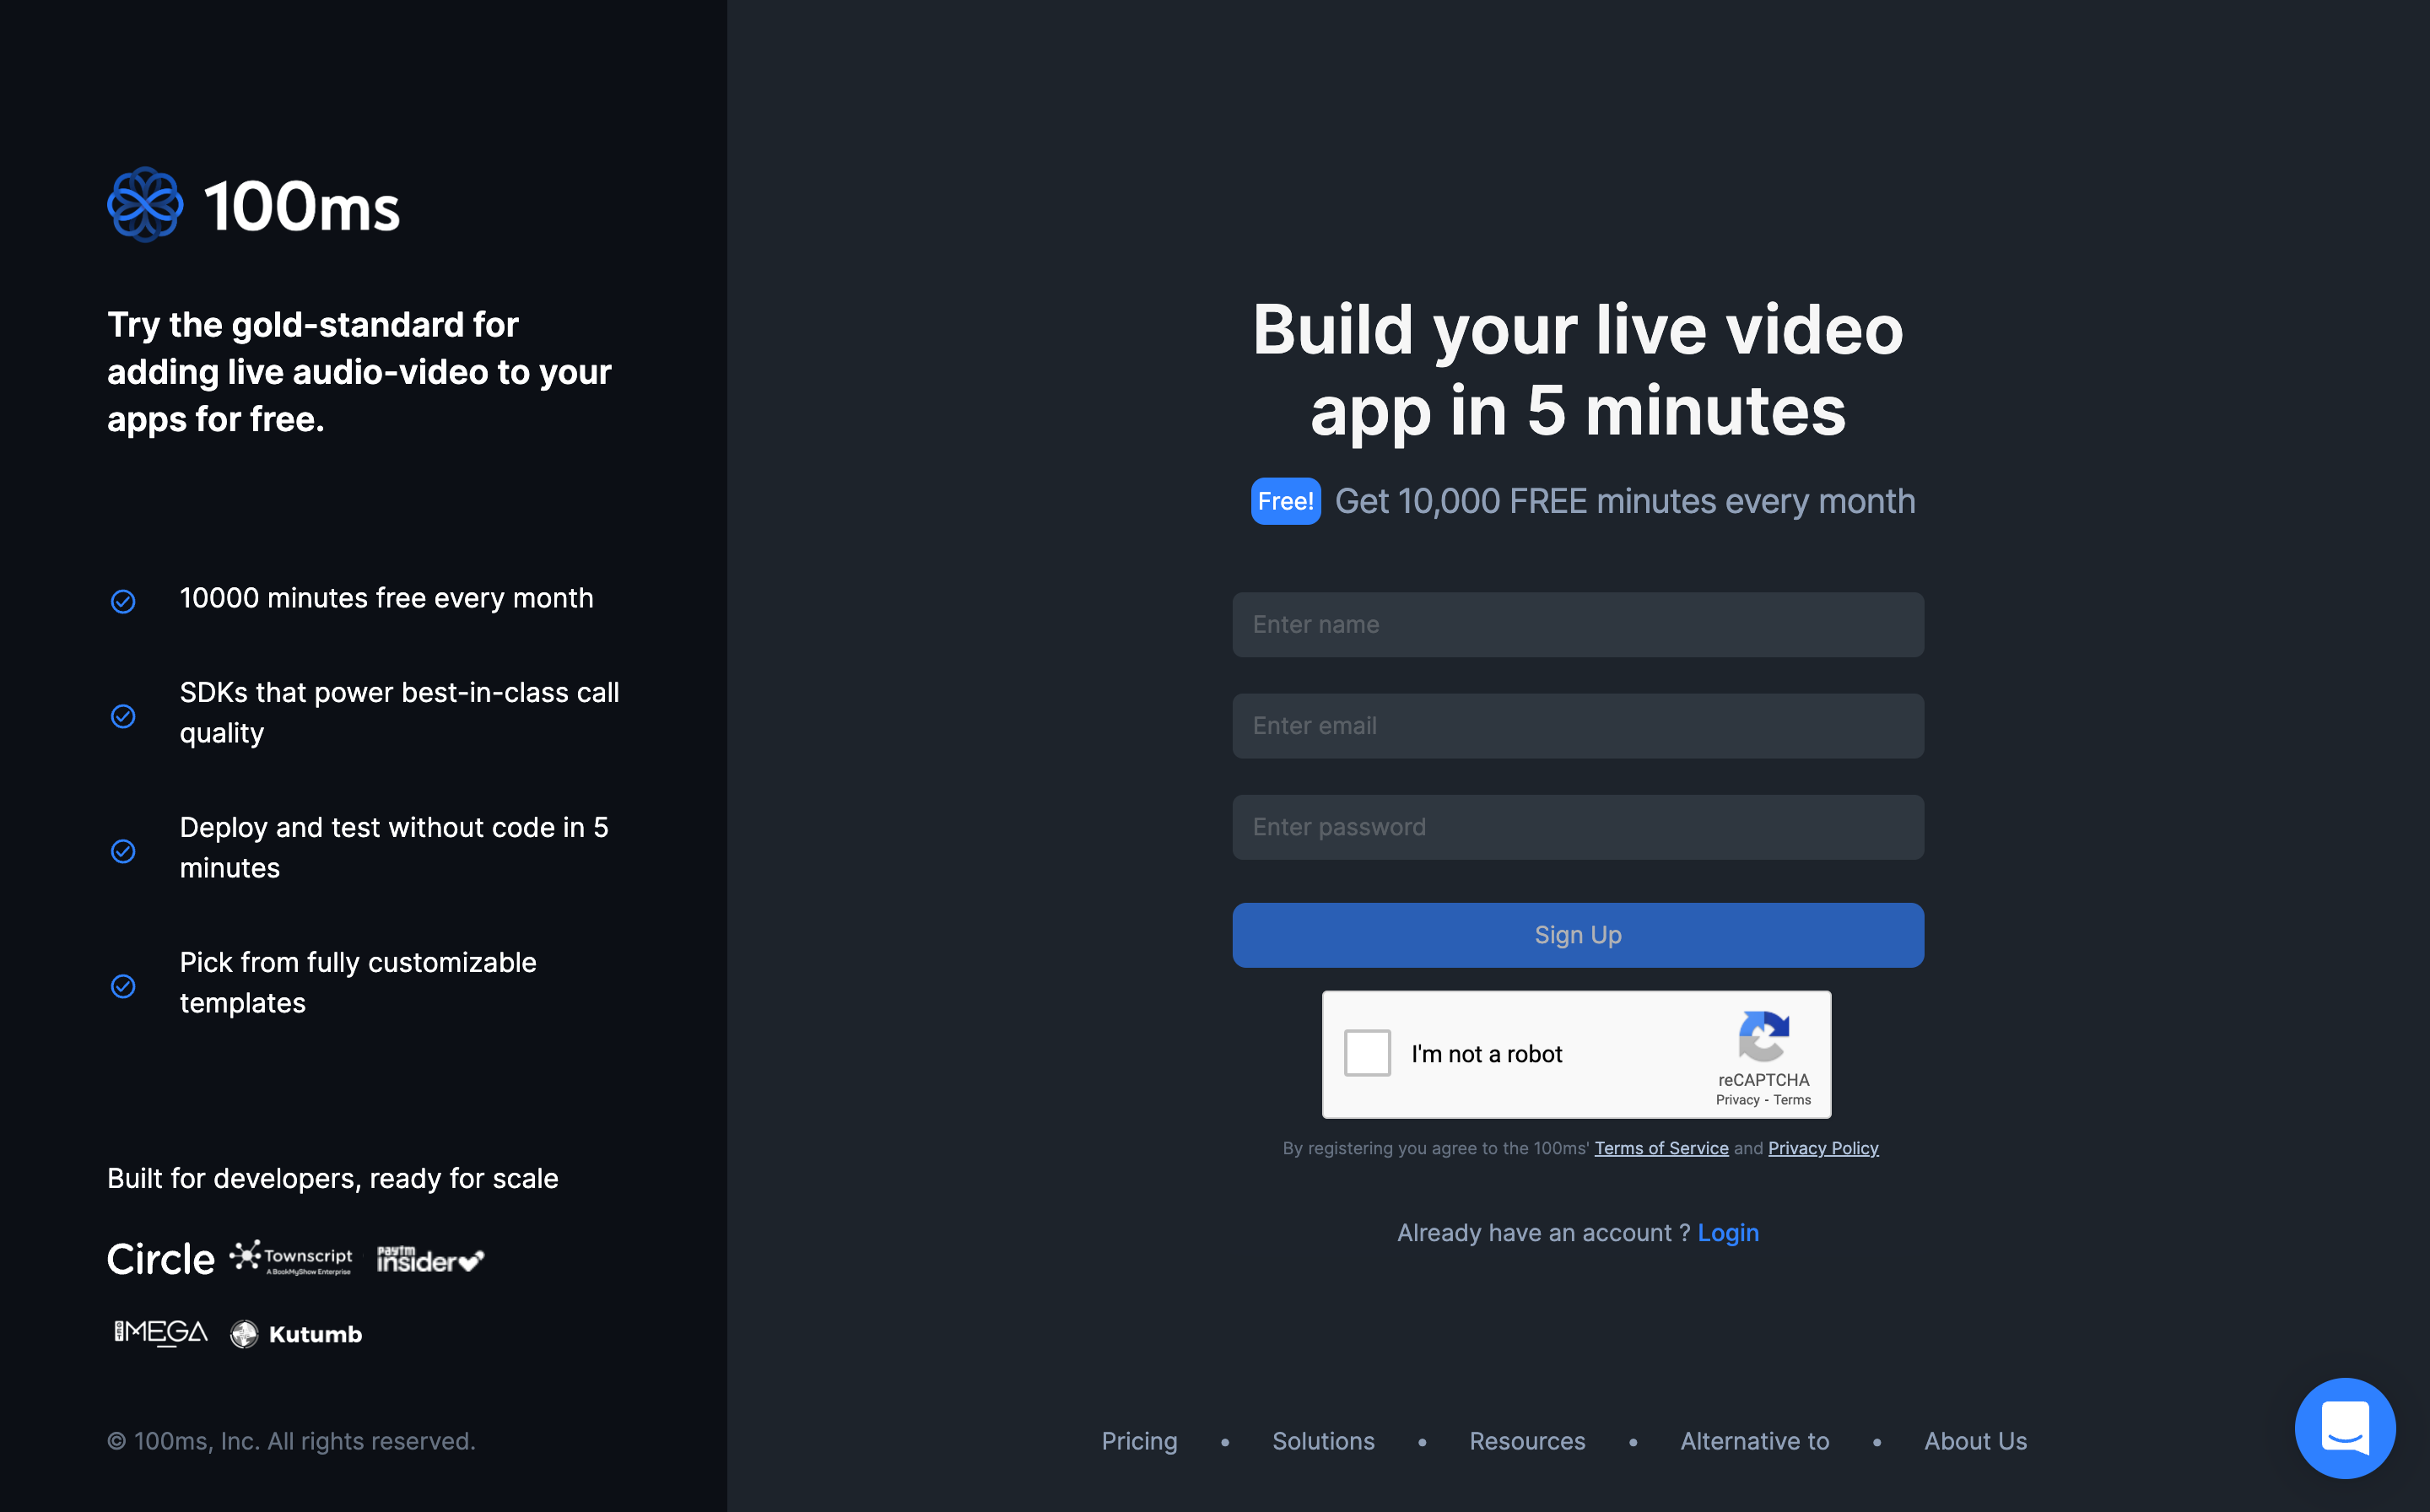 100ms
Try the gold-standard for
adding live audio-video to your
apps for free.
10000 minutes free every month
SDKs that power best-in-class call
quality
Deploy and test without code in 5
minutes
Pick from fully customizable
templates
Built for developers, ready for scale
Circle
Townscript
A BookMyShow Enterprise
paytm
insider
MEGA
Kutumb
© 100ms, Inc. All rights reserved.
Build your live video
app in 5 minutes
Free! Get 10,000 FREE minutes every month
Enter name
Enter email
Enter password
Sign Up
I'm not a robot
reCAPTCHA
Privacy - Terms
By registering you agree to the 100ms' Terms of Service and Privacy Policy
Already have an account ? Login
Pricing • Solutions • Resources • Alternative to • About Us